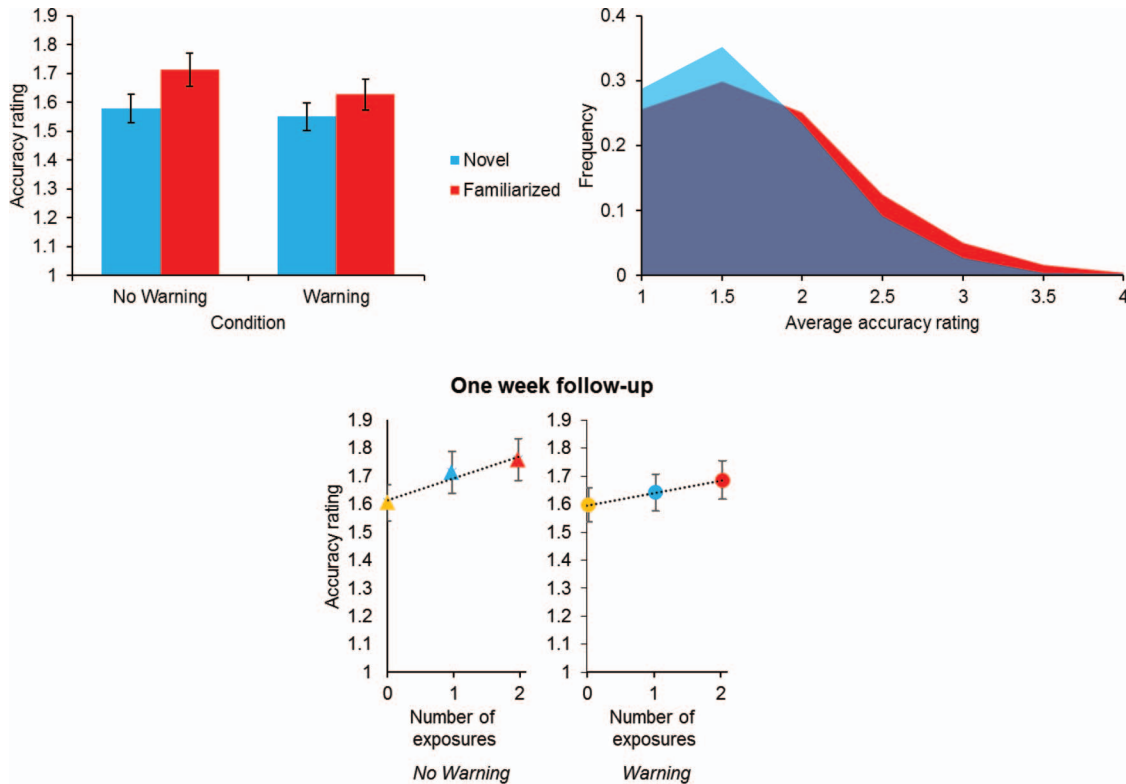 1.9
1.8
1.7
1.6
1.5
1.4
1.3
1.2
1.1
1
Accuracy rating
No Warning Warning
Condition
Novel
Familiarized
0.4
0.3
0.2
0.1
0
Frequency
1 1.5 2 2.5 3 3.5 4
Average accuracy rating
One week follow-up
1.9
1.8
1.7
1.6
1.5
1.4
1.3
1.2
1.1
1
Accuracy rating
0 1 2
Number of
exposures
No Warning
1.9
1.8
1.7
1.6
1.5
1.4
1.3
1.2
1.1
1
0 1 2
Number of
exposures
Warning